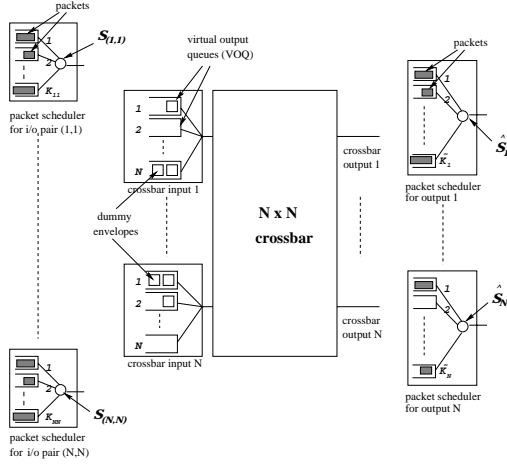 packets
S(1,1)
1
2
K11
packet scheduler
for i/o pair (1,1)
virtual output
queues (VOQ)
1
2
N
crossbar input 1
dummy
envelopes
1
2
N
crossbar input N
N x N
crossbar
crossbar
output 1
crossbar
output N
packets
1
2
K̃1
packet scheduler
for output 1
1
2
K̃N
ŜN
packet scheduler
for output N
1
2
KNN
S(N,N)
packet scheduler
for i/o pair (N,N)